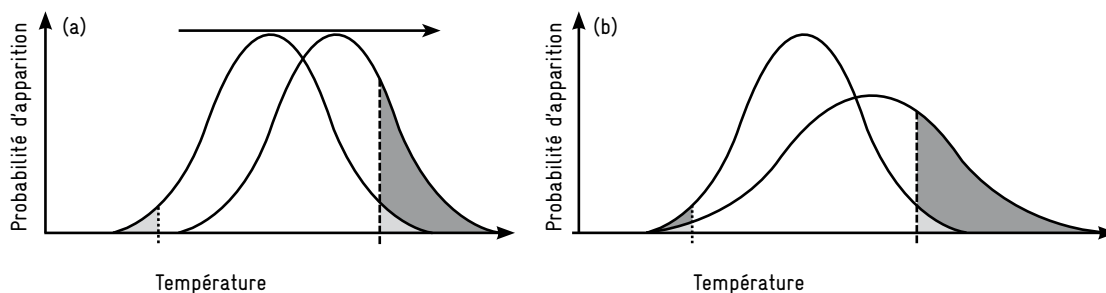 (a)
Probabilité d'apparition
Température
(b)
Probabilité d'apparition
Température